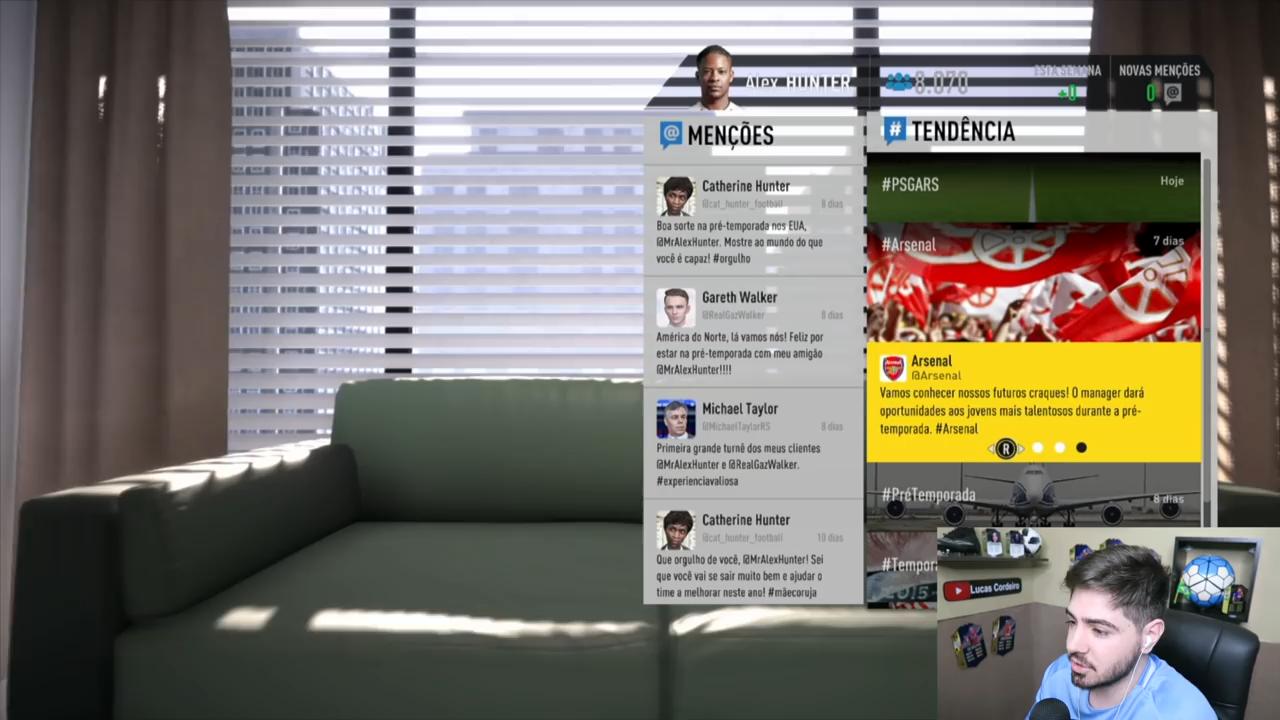 Alex HUNTER
8.070
ESTA SEMANA
+0
NOVAS MENÇÕES
0
@ MENÇÕES
Catherine Hunter
@cat_hunter_football 8 dias
Boa sorte na pré-temporada nos EUA,
@MrAlexHunter. Mostre ao mundo do que
você é capaz! #orgulho
Gareth Walker
@RealGazWalker 8 dias
América do Norte, lá vamos nós! Feliz por
estar na pré-temporada com meu amigão
@MrAlexHunter!!!!
Michael Taylor
@MichaelTaylorRS 8 dias
Primeira grande turnê dos meus clientes
@MrAlexHunter e @RealGazWalker.
#experienciavaliosa
Catherine Hunter
@cat_hunter_football 10 dias
Que orgulho de você, @MrAlexHunter! Sei
que você vai se sair muito bem e ajudar o
time a melhorar neste ano! #mãecoruja
# TENDÊNCIA
#PSGARS Hoje
#Arsenal 7 dias
Arsenal
@Arsenal
Vamos conhecer nossos futuros craques! O manager dará
oportunidades aos jovens mais talentosos durante a pré-
temporada. #Arsenal
R
#PréTemporada 8 dias
#Tempor
Lucas Cordeiro